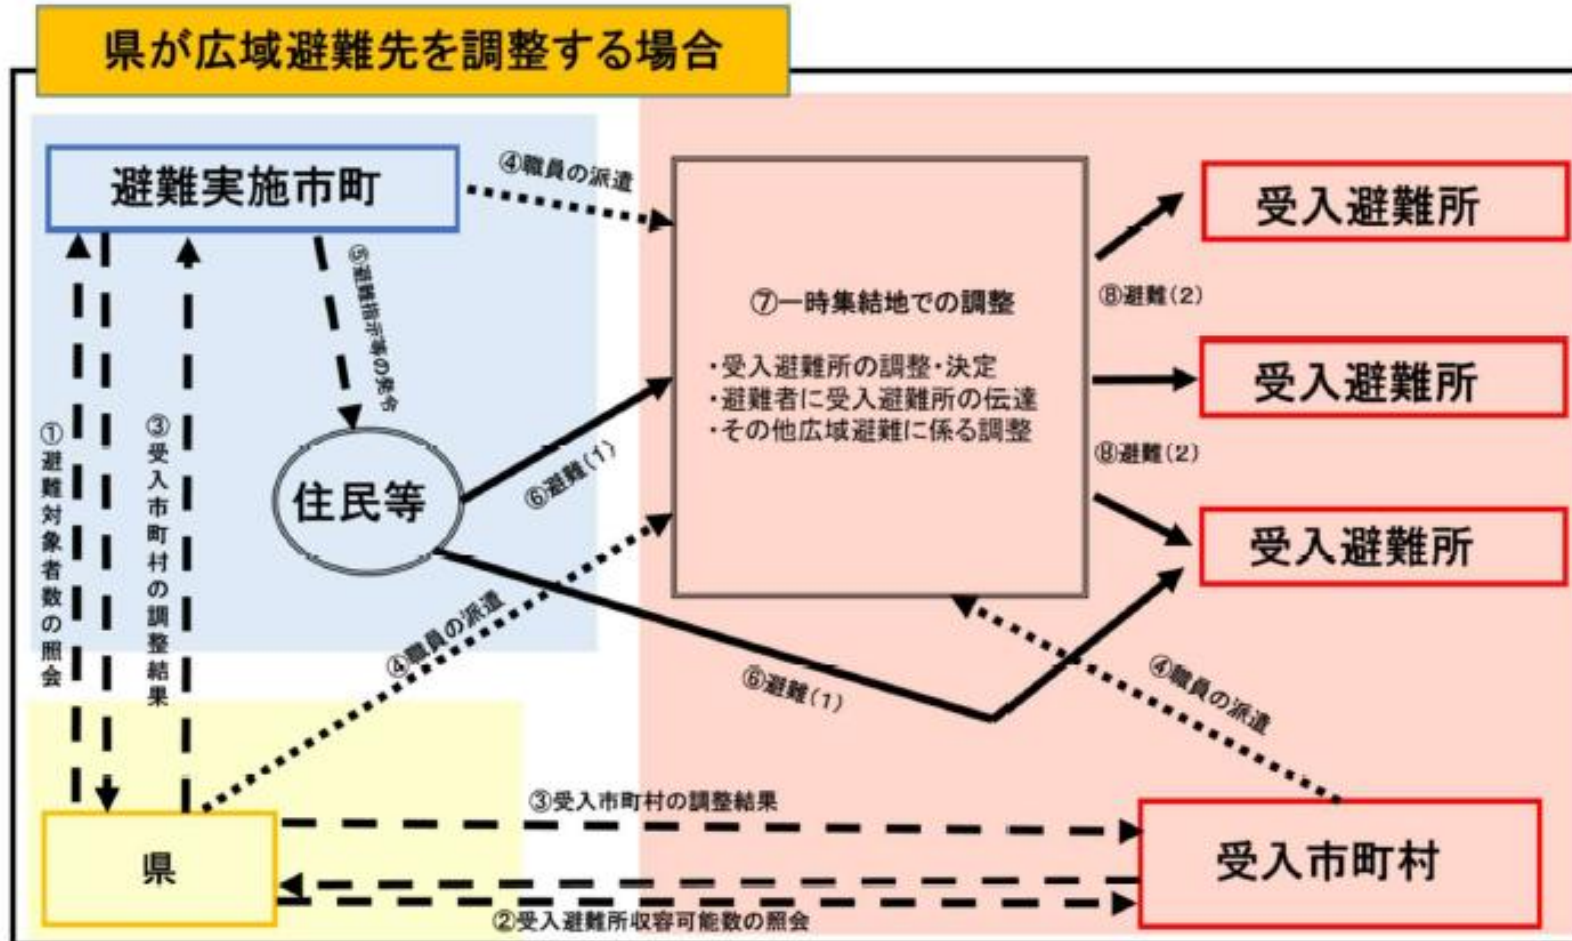 県が広域避難先を調整する場合
避難実施市町
④職員の派遣
⑤避難指示等の発令
①避難対象者数の照会
③受入市町村の調整結果
住民等
⑥避難(1)
⑥避難(1)
④職員の派遣
⑦一時集結地での調整
・受入避難所の調整・決定
・避難者に受入避難所の伝達
・その他広域避難に係る調整
⑧避難(2)
⑧避難(2)
受入避難所
受入避難所
受入避難所
④職員の派遣
県
③受入市町村の調整結果
②受入避難所収容可能数の照会
受入市町村